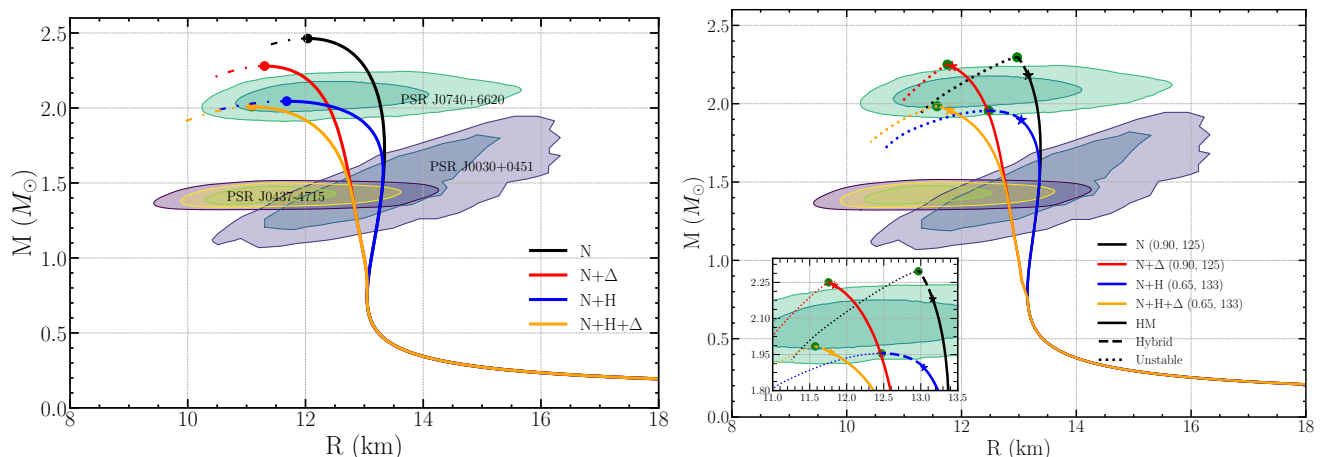 2.5
2.0
1.5
1.0
0.5
0.0
M (M⊙)
PSR J0740+6620
PSR J0030+0451
PSR J0437-4715
N
N+Δ
N+H
N+H+Δ
8 10 12 14 16 18
R (km)
2.5
2.0
1.5
1.0
0.5
0.0
M (M⊙)
N (0.90, 125)
N+Δ (0.90, 125)
N+H (0.65, 133)
N+H+Δ (0.65, 133)
HM
Hybrid
Unstable
2.25
2.10
1.95
1.80
11.0 11.5 12.0 12.5 13.0 13.5
8 10 12 14 16 18
R (km)